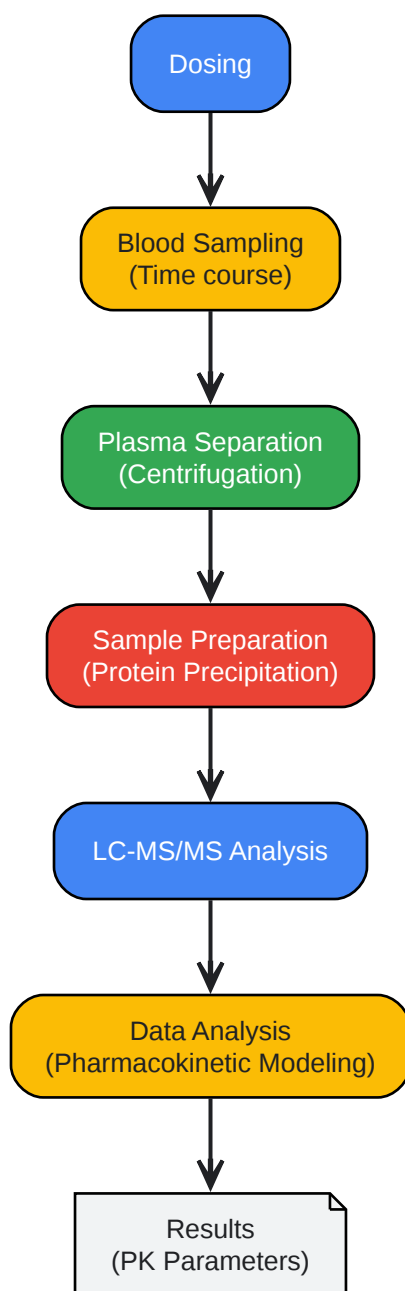 Dosing
Blood Sampling
(Time course)
Plasma Separation
(Centrifugation)
Sample Preparation
(Protein Precipitation)
LC-MS/MS Analysis
Data Analysis
(Pharmacokinetic Modeling)
Results
(PK Parameters)